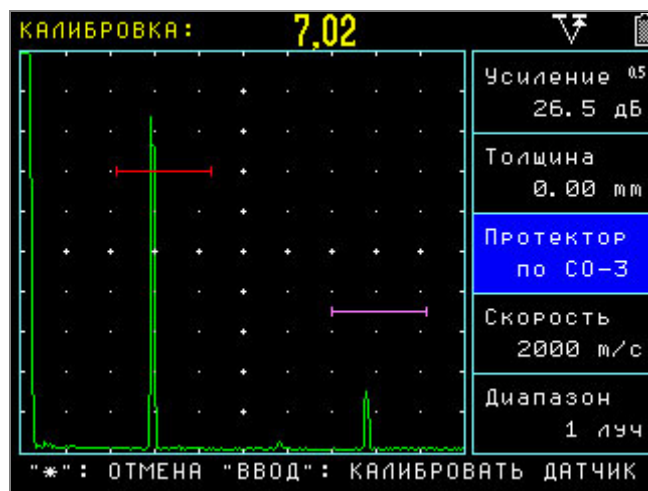 КАЛИБРОВКА: 7,02
Усиление 0.5
26.5 дБ
Толщина
0.00 mm
Протектор
по СО-3
Скорость
2000 m/c
Диапазон
1 луч
"*": ОТМЕНА "ВВОД": КАЛИБРОВАТЬ ДАТЧИК